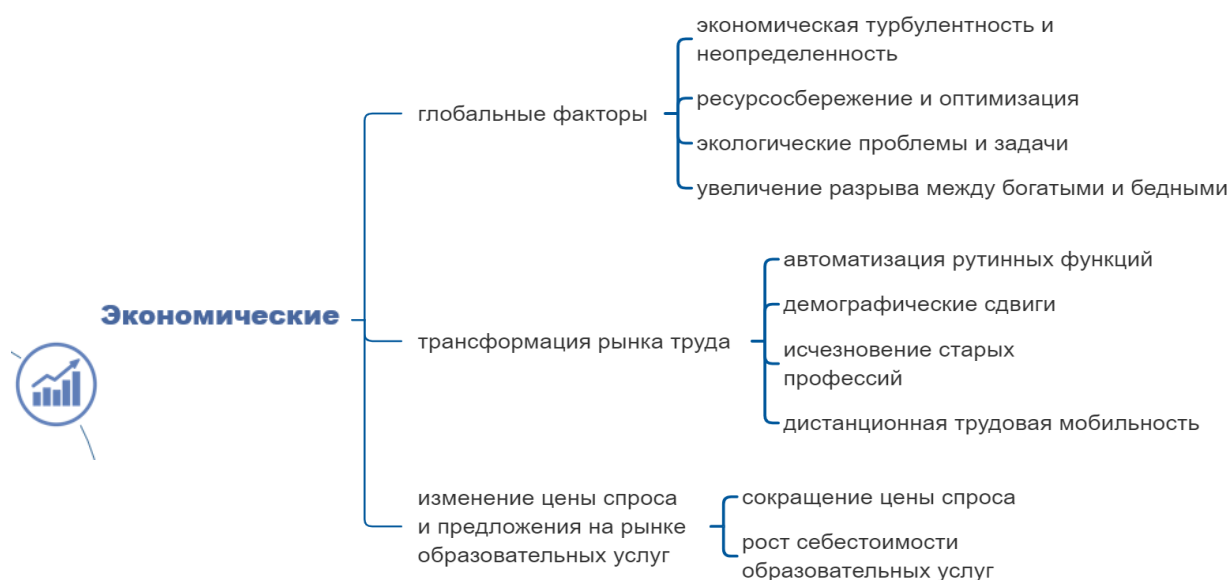 Экономические
глобальные факторы
экономическая турбулентность и
неопределенность
ресурсосбережение и оптимизация
экологические проблемы и задачи
увеличение разрыва между богатыми и бедными
трансформация рынка труда
автоматизация рутинных функций
демографические сдвиги
исчезновение старых
профессий
дистанционная трудовая мобильность
изменение цены спроса
и предложения на рынке
образовательных услуг
сокращение цены спроса
рост себестоимости
образовательных услуг